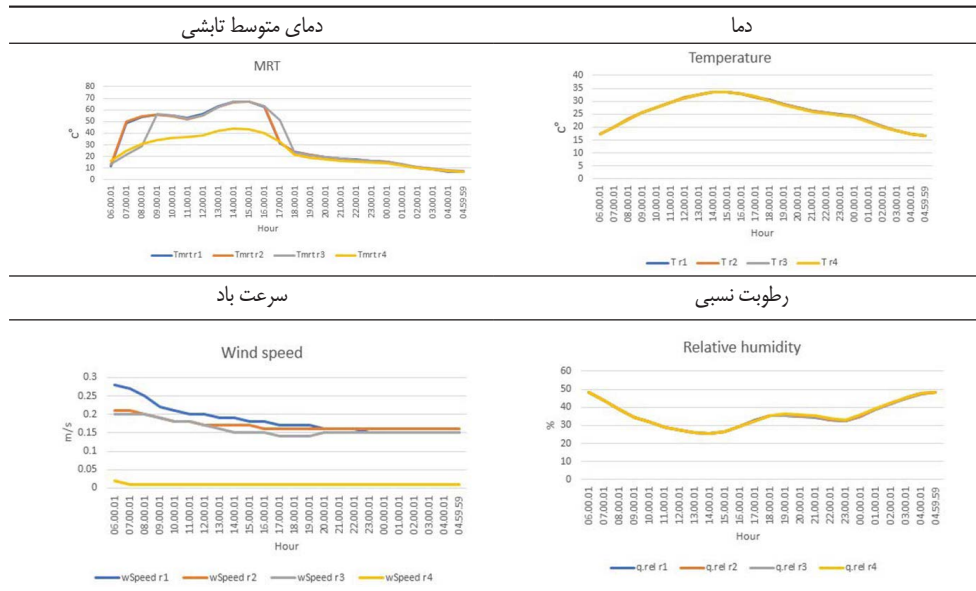 دما
دمای متوسط تابشی
Temperature
40
35
30
25
20
15
10
5
0
C°
06.00.01 07.00.01 08.00.01 09.00.01 10.00.01 11.00.01 12.00.01 13.00.01 14.00.01 15.00.01 16.00.01 17.00.01 18.00.01 19.00.01 20.00.01 21.00.01 22.00.01 23.00.01 00.00.01 01.00.01 02.00.01 03.00.01 04.00.01 04.59.59
Hour
T r1 T r2 T r3 T r4
MRT
80
70
60
50
40
30
20
10
0
C°
06.00.01 07.00.01 08.00.01 09.00.01 10.00.01 11.00.01 12.00.01 13.00.01 14.00.01 15.00.01 16.00.01 17.00.01 18.00.01 19.00.01 20.00.01 21.00.01 22.00.01 23.00.01 00.00.01 01.00.01 02.00.01 03.00.01 04.00.01 04.59.59
Hour
Tmrt r1 Tmrt r2 Tmrt r3 Tmrt r4
رطوبت نسبی
سرعت باد
Relative humidity
60
50
40
30
20
10
0
%
06.00.01 07.00.01 08.00.01 09.00.01 10.00.01 11.00.01 12.00.01 13.00.01 14.00.01 15.00.01 16.00.01 17.00.01 18.00.01 19.00.01 20.00.01 21.00.01 22.00.01 23.00.01 00.00.01 01.00.01 02.00.01 03.00.01 04.00.01 04.59.59
Hour
q.rel r1 q.rel r2 q.rel r3 q.rel r4
Wind speed
0.3
0.25
0.2
0.15
0.1
0.05
0
m/s
06.00.01 07.00.01 08.00.01 09.00.01 10.00.01 11.00.01 12.00.01 13.00.01 14.00.01 15.00.01 16.00.01 17.00.01 18.00.01 19.00.01 20.00.01 21.00.01 22.00.01 23.00.01 00.00.01 01.00.01 02.00.01 03.00.01 04.00.01 04.59.59
Hour
wSpeed r1 wSpeed r2 wSpeed r3 wSpeed r4